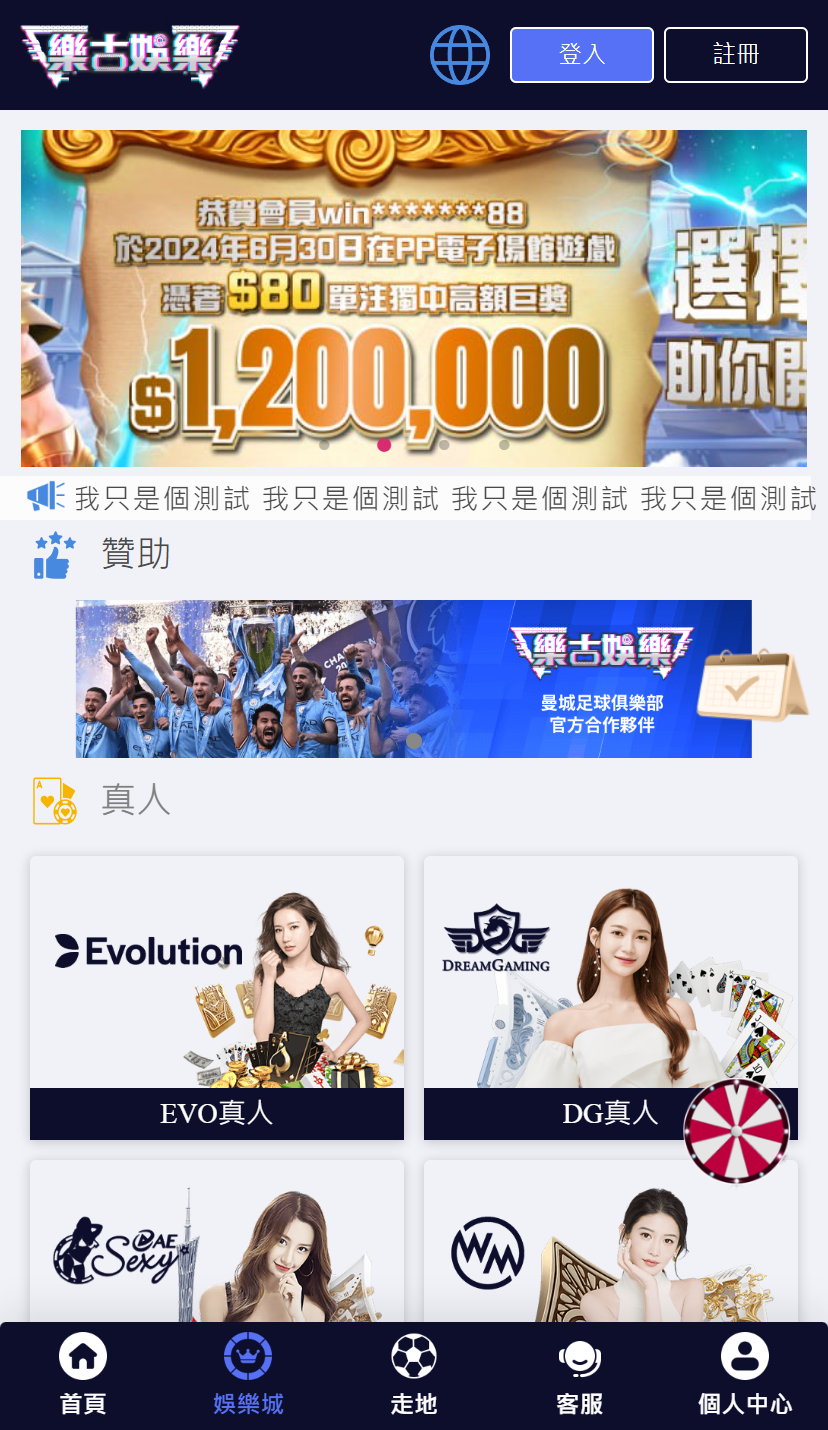 樂古娛樂
登入
註冊
恭賀會員win*******88
於2024年6月30日在PP電子場館遊戲
憑著$80單注獨中高額巨獎
$1,200,000
選擇
助你開
我只是個測試 我只是個測試 我只是個測試 我只是個測試
贊助
CHAMPIONS
樂古娛樂
曼城足球俱樂部
官方合作夥伴
真人
Evolution
DREAMGAMING
EVO真人
DG真人
AE
Sexy
WM
首頁
娛樂城
走地
客服
個人中心